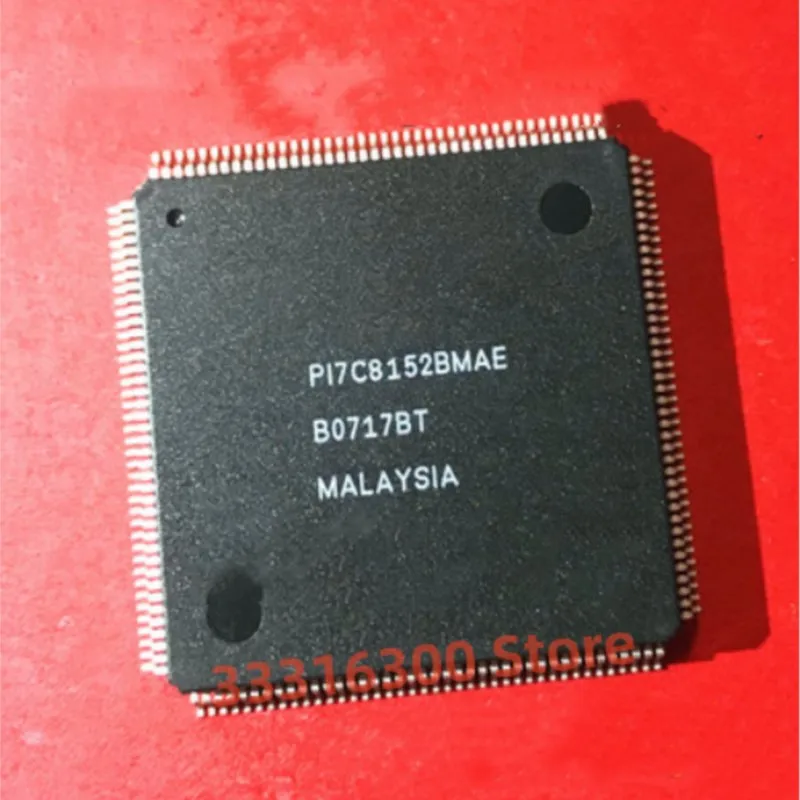 PI7C8152BMAE
B0717BT
MALAYSIA
33316300 Store